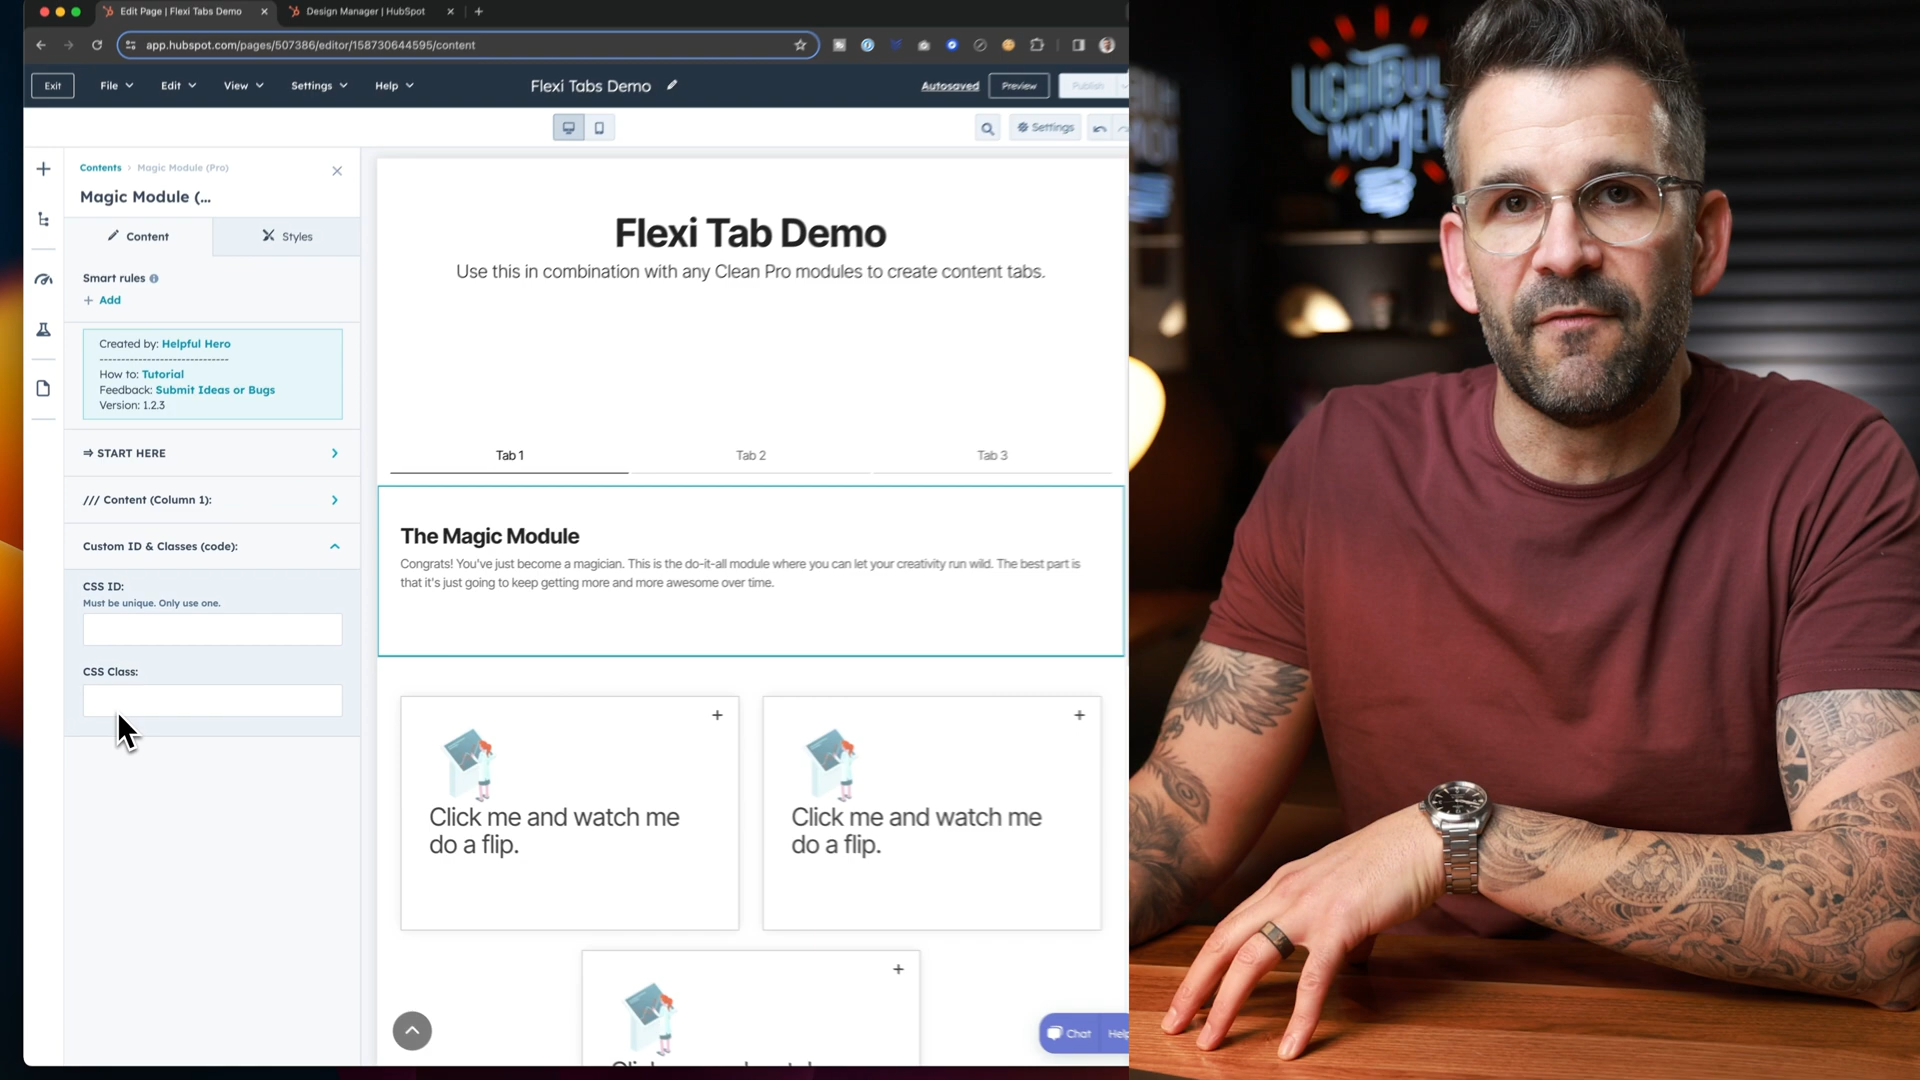 Edit Page | Flexi Tabs Demo
Design Manager | HubSpot
app.hubspot.com/pages/507386/editor/158730644595/content
Exit
File
Edit
View
Settings
Help
Flexi Tabs Demo
Autosaved
Preview
Publish
Settings
Contents
Magic Module (Pro)
Magic Module (...
Content
Styles
Smart rules
+ Add
Created by: Helpful Hero
-------------------------------
How to: Tutorial
Feedback: Submit Ideas or Bugs
Version: 1.2.3
⇒ START HERE
/// Content (Column 1):
Custom ID & Classes (code):
CSS ID:
Must be unique. Only use one.
CSS Class:
Flexi Tab Demo
Use this in combination with any Clean Pro modules to create content tabs.
Tab 1
Tab 2
Tab 3
The Magic Module
Congrats! You've just become a magician. This is the do-it-all module where you can let your creativity run wild. The best part is
that it's just going to keep getting more and more awesome over time.
Click me and watch me
do a flip.
Click me and watch me
do a flip.
Chat
Help
LIGHTBUL
MOMEN